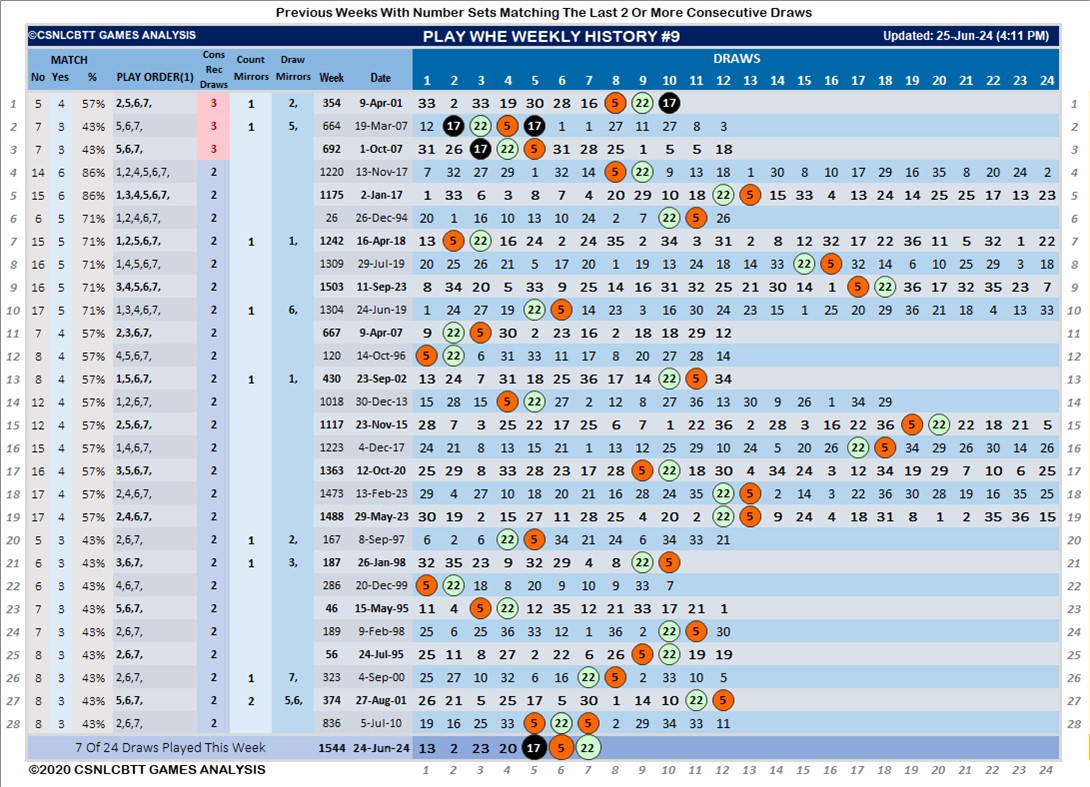 Previous Weeks With Number Sets Matching The Last 2 Or More Consecutive Draws
©CSNLCBTT GAMES ANALYSIS PLAY WHE WEEKLY HISTORY #9 Updated: 25-Jun-24 (4:11 PM)
MATCH Cons Rec Draws Count Mirrors Draw Mirrors DRAWS
No Yes % PLAY ORDER(1) Week Date 1 2 3 4 5 6 7 8 9 10 11 12 13 14 15 16 17 18 19 20 21 22 23 24
1 5 4 57% 2,5,6,7, 3 1 2, 354 9-Apr-01 33 2 33 19 30 28 16 5 22 17 1
2 7 3 43% 5,6,7, 3 1 5, 664 19-Mar-07 12 17 22 5 17 1 1 27 11 27 8 3 2
3 7 3 43% 5,6,7, 3 692 1-Oct-07 31 26 17 22 5 31 28 25 1 5 5 18 3
4 14 6 86% 1,2,4,5,6,7, 2 1220 13-Nov-17 7 32 27 29 1 32 14 5 22 9 13 18 1 30 8 10 17 29 16 35 8 20 24 2 4
5 15 6 86% 1,3,4,5,6,7, 2 1175 2-Jan-17 1 33 6 3 8 7 4 20 29 10 18 22 5 15 33 4 13 24 14 25 25 17 13 23 5
6 6 5 71% 1,2,4,6,7, 2 26 26-Dec-94 20 1 16 10 13 10 24 2 7 22 5 26 6
7 15 5 71% 1,2,5,6,7, 2 1 1, 1242 16-Apr-18 13 5 22 16 24 2 24 35 2 34 3 31 2 8 12 32 17 22 36 11 5 32 1 22 7
8 16 5 71% 1,4,5,6,7, 2 1309 29-Jul-19 20 25 26 21 5 17 20 1 19 13 24 18 14 33 22 5 32 14 6 10 25 29 3 18 8
9 16 5 71% 3,4,5,6,7, 2 1503 11-Sep-23 8 34 20 5 33 9 25 14 16 31 32 25 21 30 14 1 5 22 36 17 32 35 23 7 9
10 17 5 71% 1,3,4,6,7, 2 1 6, 1304 24-Jun-19 1 24 27 19 22 5 14 23 3 16 30 24 23 15 1 25 20 29 36 21 18 4 13 33 10
11 7 4 57% 2,3,6,7, 2 667 9-Apr-07 9 22 5 30 2 23 16 2 18 18 29 12 11
12 8 4 57% 4,5,6,7, 2 120 14-Oct-96 5 22 6 31 33 11 17 8 20 27 28 14 12
13 8 4 57% 1,5,6,7, 2 1 1, 430 23-Sep-02 13 24 7 31 18 25 36 17 14 22 5 34 13
14 12 4 57% 1,2,6,7, 2 1018 30-Dec-13 15 28 15 5 22 27 2 12 8 27 36 13 30 9 26 1 34 29 14
15 12 4 57% 2,5,6,7, 2 1117 23-Nov-15 28 7 3 25 22 17 25 6 7 1 22 36 2 28 3 16 22 36 5 22 22 18 21 5 15
16 15 4 57% 1,4,6,7, 2 1223 4-Dec-17 24 21 8 13 15 21 1 13 12 25 29 10 24 5 20 26 22 5 34 29 26 30 14 26 16
17 16 4 57% 3,5,6,7, 2 1363 12-Oct-20 25 29 8 33 28 23 17 28 5 22 18 30 4 34 24 3 12 34 19 29 7 10 6 25 17
18 17 4 57% 2,4,6,7, 2 1473 13-Feb-23 29 4 27 10 18 20 21 16 28 24 35 22 5 2 14 3 22 36 30 28 19 16 35 25 18
19 17 4 57% 2,4,6,7, 2 1488 29-May-23 30 19 2 15 27 11 28 25 4 20 2 22 5 9 24 4 18 31 8 1 2 35 36 15 19
20 5 3 43% 2,6,7, 2 1 2, 167 8-Sep-97 6 2 6 22 5 34 21 24 6 34 33 21 20
21 6 3 43% 3,6,7, 2 1 3, 187 26-Jan-98 32 35 23 9 32 29 4 8 22 5 21
22 8 3 43% 4,6,7, 2 286 20-Dec-99 5 22 18 8 20 9 10 9 33 7 22
23 7 3 43% 5,6,7, 2 46 15-May-95 11 4 5 22 12 35 12 21 33 17 21 1 23
24 7 3 43% 2,6,7, 2 189 9-Feb-98 25 6 25 36 33 12 1 36 2 22 5 30 24
25 8 3 43% 2,6,7, 2 56 24-Jul-95 25 11 8 27 2 22 6 26 5 22 19 19 25
26 8 3 43% 2,6,7, 2 1 7, 323 4-Sep-00 25 27 10 32 6 16 22 5 2 33 10 5 26
27 8 3 43% 5,6,7, 2 2 5,6, 374 27-Aug-01 26 21 5 25 17 5 30 1 14 10 22 5 27
28 8 3 43% 2,6,7, 2 836 5-Jul-10 19 16 25 33 5 22 5 2 29 34 33 11 28
7 Of 24 Draws Played This Week 1544 24-Jun-24 13 2 23 20 17 5 22
©2020 CSNLCBTT GAMES ANALYSIS 1 2 3 4 5 6 7 8 9 10 11 12 13 14 15 16 17 18 19 20 21 22 23 24